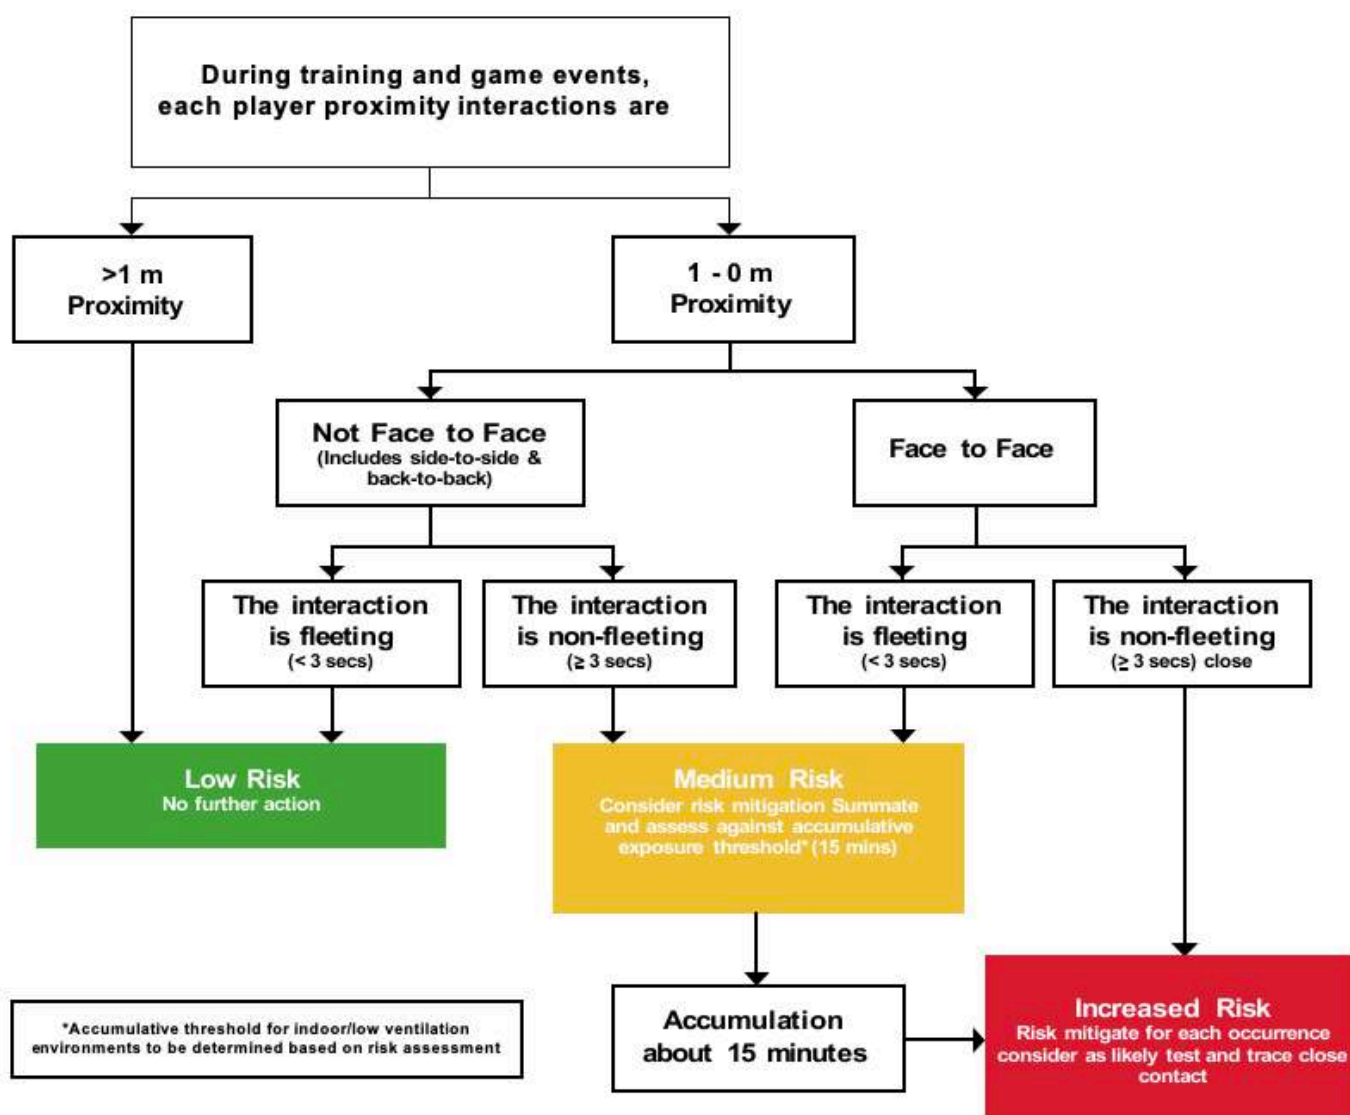 During training and game events,
each player proximity interactions are
>1 m
Proximity
1 - 0 m
Proximity
Not Face to Face
(Includes side-to-side &
back-to-back)
Face to Face
The interaction
is fleeting
(< 3 secs)
The interaction
is non-fleeting
(≥ 3 secs)
The interaction
is fleeting
(< 3 secs)
The interaction
is non-fleeting
(≥ 3 secs) close
Low Risk
No further action
Medium Risk
Consider risk mitigation Summate
and assess against accumulative
exposure threshold* (15 mins)
*Accumulative threshold for indoor/low ventilation
environments to be determined based on risk assessment
Accumulation
about 15 minutes
Increased Risk
Risk mitigate for each occurrence
consider as likely test and trace close
contact